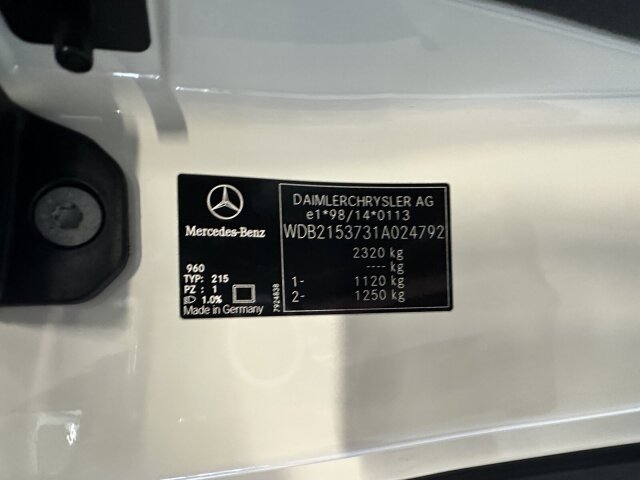 Mercedes-Benz
960
TYP: 215
PZ : 1
1.0%
Made in Germany
7924838
DAIMLERCHRYSLER AG
e1*98/14*0113
WDB2153731A024792
2320 kg
---- kg
1- 1120 kg
2- 1250 kg